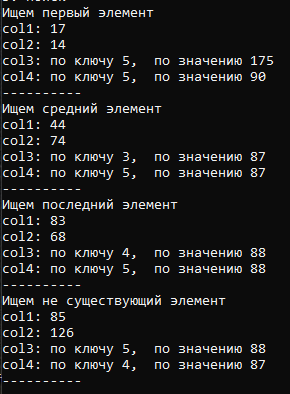 Ищем первый элемент
col1: 17
col2: 14
col3: по ключу 5,  по значению 175
col4: по ключу 5,  по значению 90
----------
Ищем средний элемент
col1: 44
col2: 74
col3: по ключу 3,  по значению 87
col4: по ключу 5,  по значению 87
----------
Ищем последний элемент
col1: 83
col2: 68
col3: по ключу 4,  по значению 88
col4: по ключу 5,  по значению 88
----------
Ищем не существующий элемент
col1: 85
col2: 126
col3: по ключу 5,  по значению 88
col4: по ключу 4,  по значению 87
----------